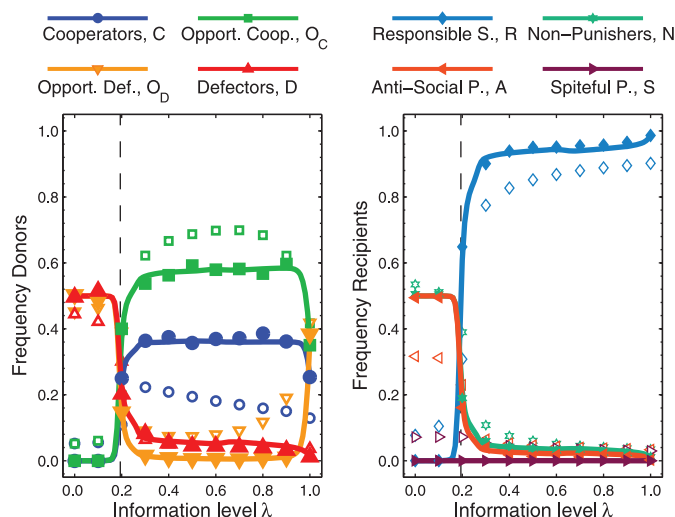 Cooperators, C
Opport. Coop., O_C
Responsible S., R
Non−Punishers, N
Opport. Def., O_D
Defectors, D
Anti−Social P., A
Spiteful P., S
Frequency Donors
1.0
0.8
0.6
0.4
0.2
0.0
0.0 0.2 0.4 0.6 0.8 1.0
Information level λ
Frequency Recipients
1.0
0.8
0.6
0.4
0.2
0.0
0.0 0.2 0.4 0.6 0.8 1.0
Information level λ